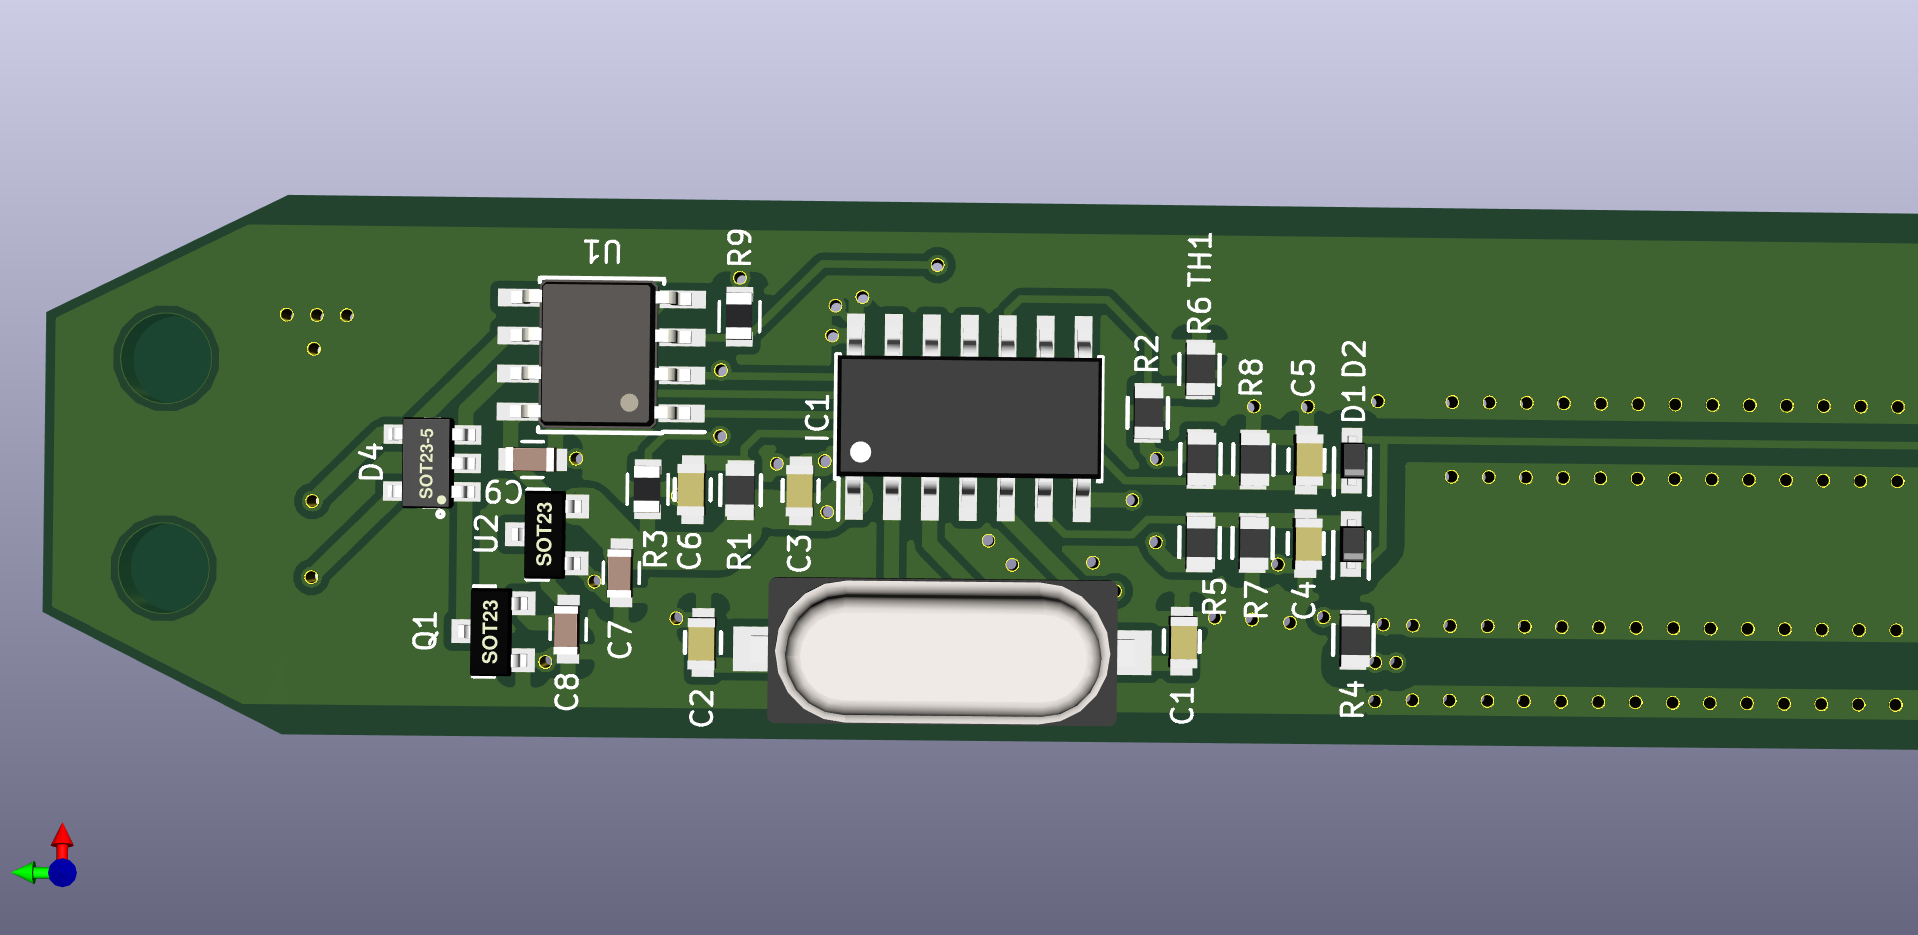 U1
R9
R6 TH1
R2
R8
C5
D1 D2
IC1
D4
SOT23-5
C9
U2
SOT23
R3
C6
R1
C3
R5
R7
C4
Q1
SOT23
C7
C8
C2
C1
R4